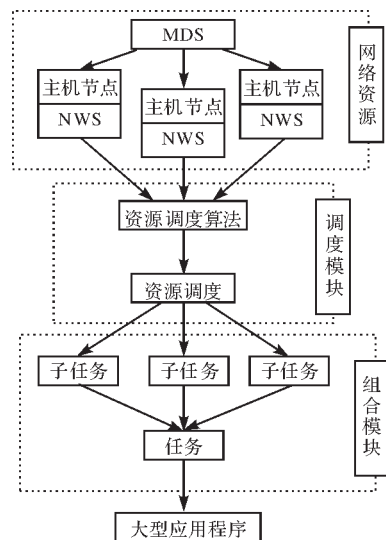 MDS
主机节点
NWS
主机节点
NWS
主机节点
NWS
网络资源
资源调度算法
资源调度
调度模块
子任务
子任务
子任务
任务
组合模块
大型应用程序